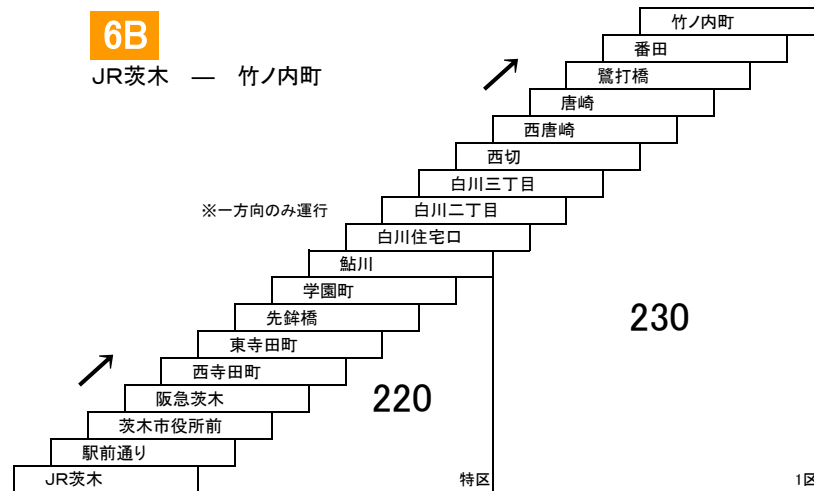 6B
JR茨木 ― 竹ノ内町
竹ノ内町
番田
鷺打橋
唐崎
西唐崎
西切
白川三丁目
※一方向のみ運行
白川二丁目
白川住宅口
鮎川
学園町
先鉾橋
230
東寺田町
西寺田町
阪急茨木
220
茨木市役所前
駅前通り
JR茨木
特区
1区